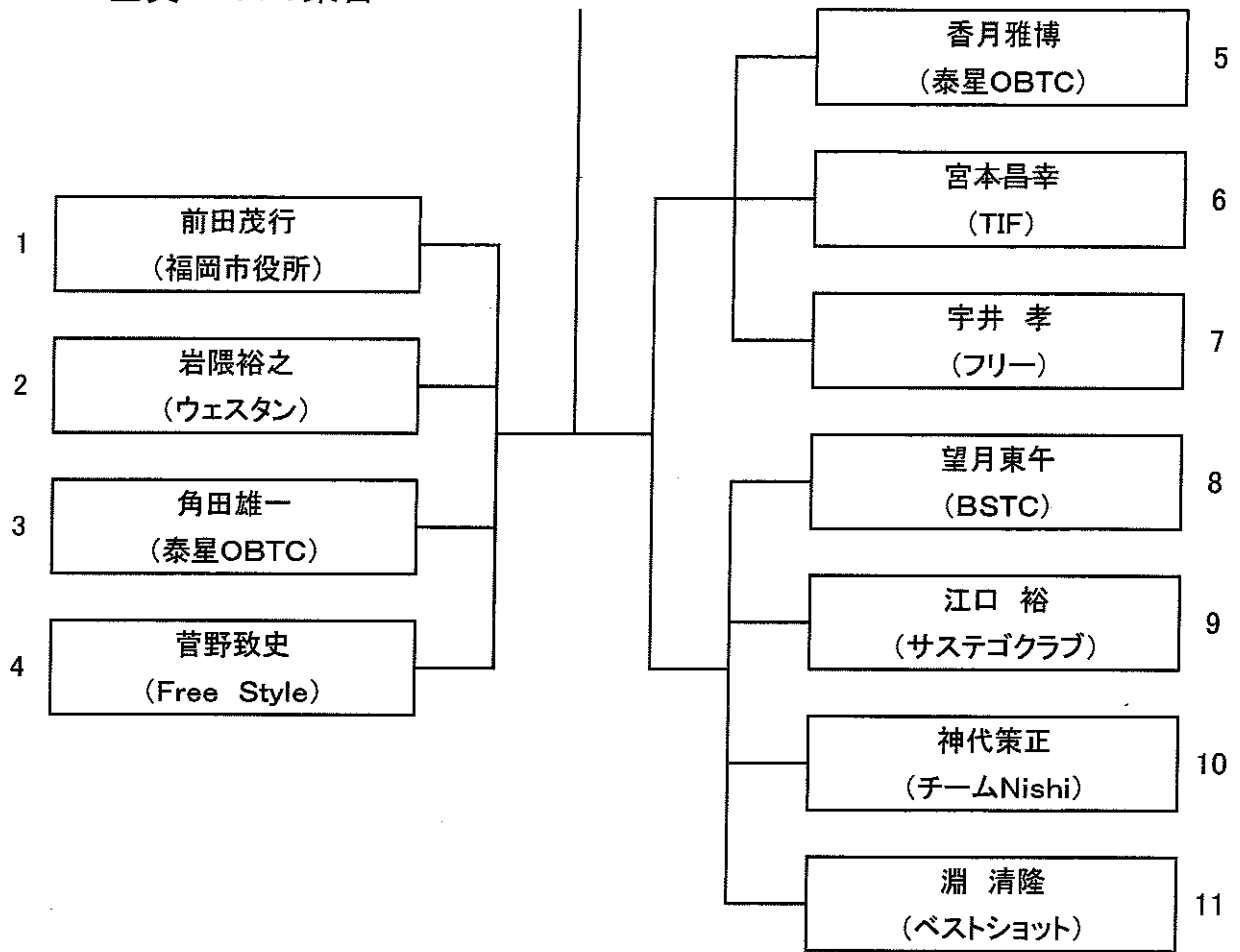 1
前田茂行
（福岡市役所）
2
岩隈裕之
（ウェスタン）
3
角田雄一
（泰星OBTC）
4
菅野致史
（Free Style）
香月雅博
（泰星OBTC）
5
宮本昌幸
（TIF）
6
宇井 孝
（フリー）
7
望月東午
（BSTC）
8
江口 裕
（サステゴクラブ）
9
神代策正
（チームNishi）
10
淵 清隆
（ベストショット）
11